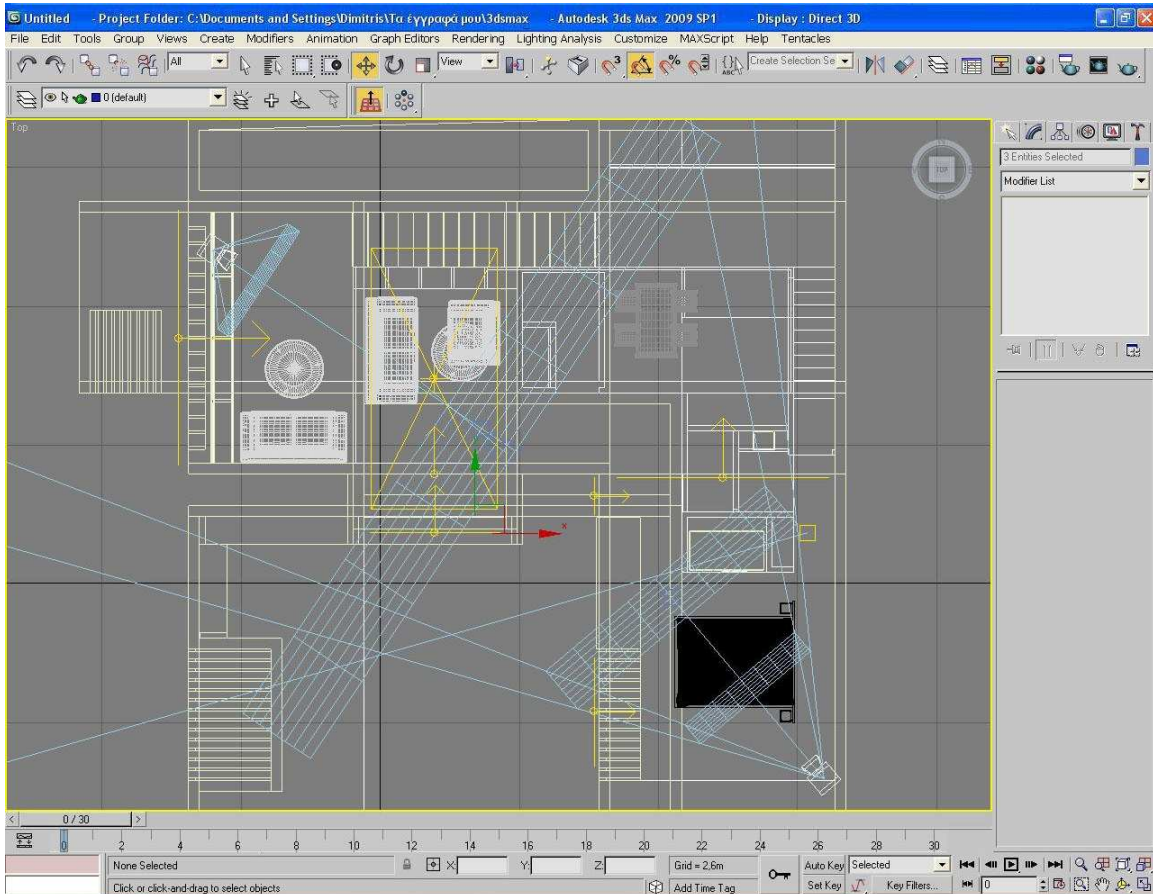 Untitled - Project Folder: C:\Documents and Settings\Dimitris\Τα έγγραφά μου\3dsmax - Autodesk 3ds Max 2009 SP1 - Display : Direct 3D
File Edit Tools Group Views Create Modifiers Animation Graph Editors Rendering Lighting Analysis Customize MAXScript Help Tentacles
All View Create Selection Se
0 (default)
Top
TOP
3 Entities Selected
Modifier List
x
0 / 30
0 2 4 6 8 10 12 14 16 18 20 22 24 26 28 30
None Selected X: Y: Z: Grid = 2,6m Auto Key Selected
Click or click-and-drag to select objects Add Time Tag Set Key Key Filters... 0